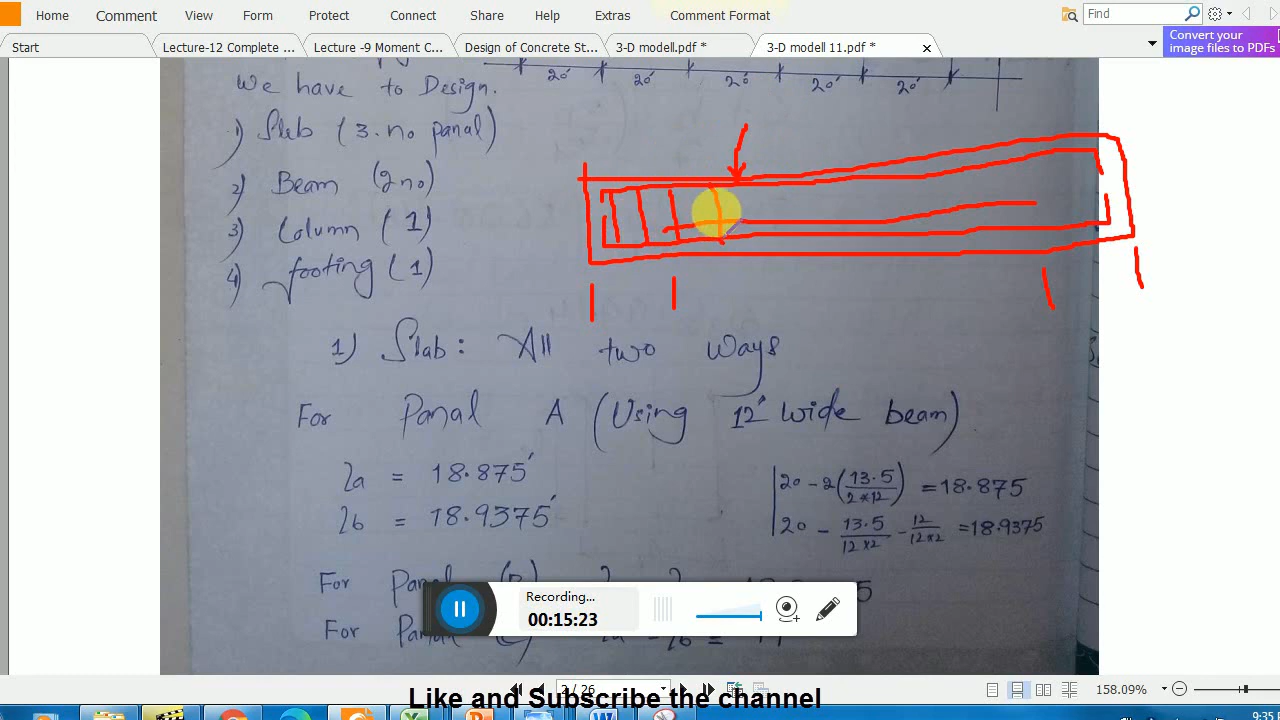 Home Comment View Form Protect Connect Share Help Extras Comment Format Find
Start Lecture-12 Complete ... Lecture -9 Moment C... Design of Concrete St... 3-D modell.pdf * 3-D modell 11.pdf * Convert your image files to PDFs
20' 20' 20' 20' 20'
We have to Design.
1) Slab (3. no panal)
2) Beam (2no)
3) Column (1)
4) footing (1)
1) Slab: All two ways
For Panal A (Using 12" wide beam)
la = 18.875'
lb = 18.9375'
20 - 2(13.5/2*12) = 18.875
20 - 13.5/12*2 - 12/12*2 = 18.9375
For
For
Recording...
00:15:23
2 / 26
158.09%
Like and Subscribe the channel
9:35